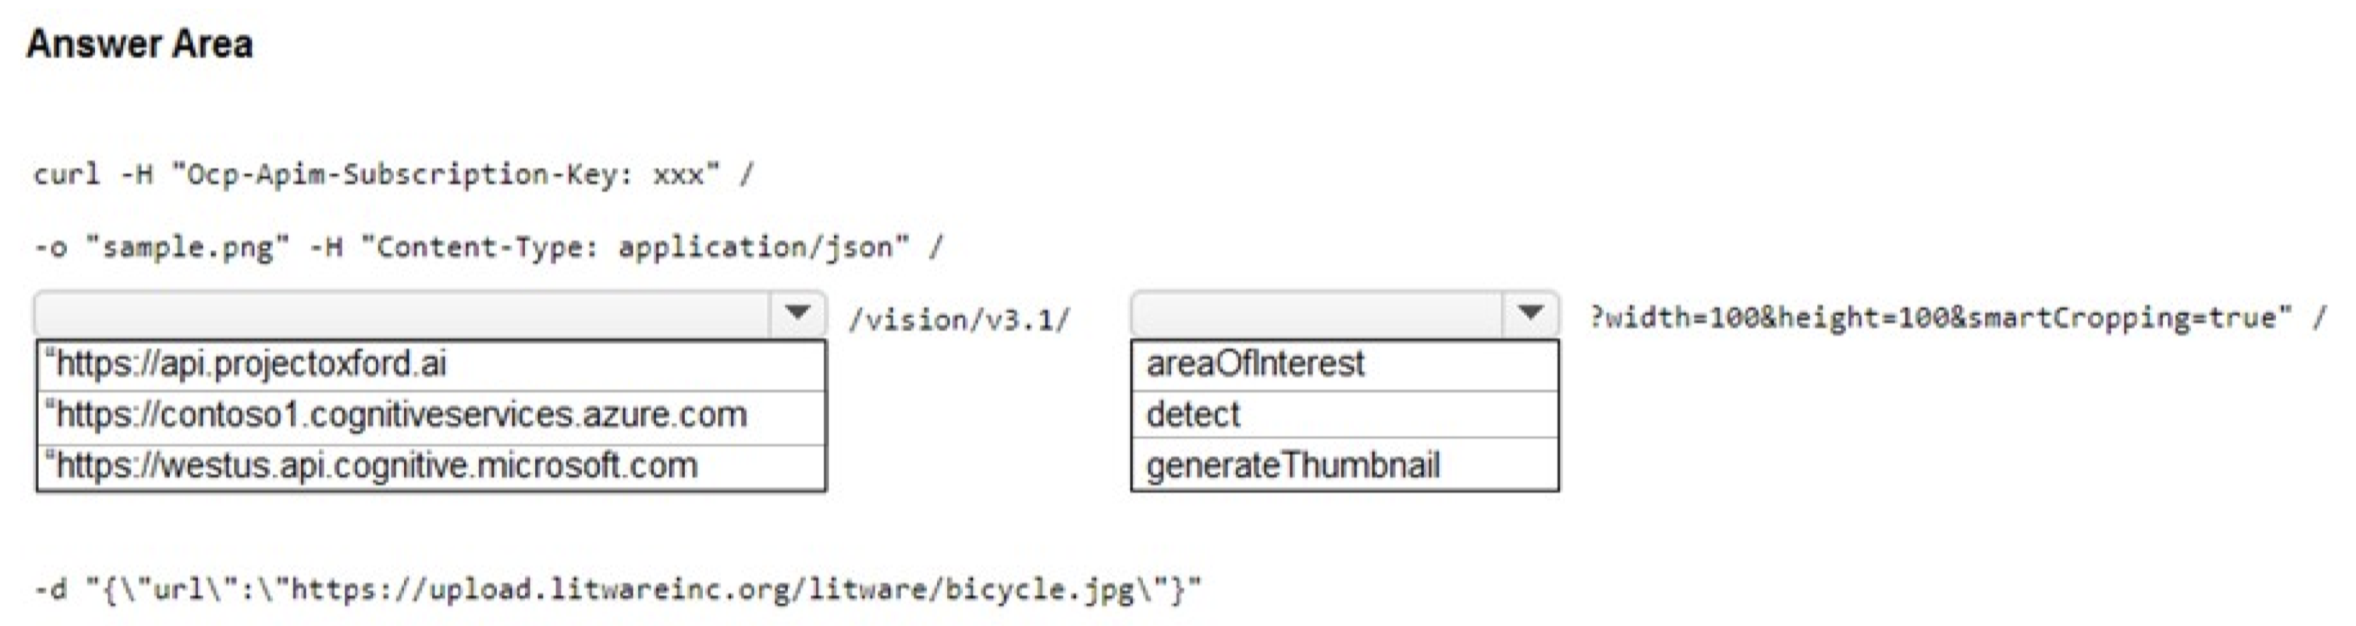 Answer Area
curl -H "Ocp-Apim-Subscription-Key: xxx" /
-o "sample.png" -H "Content-Type: application/json" /
/vision/v3.1/ ?width=100&height=100&smartCropping=true" /
"https://api.projectoxford.ai
"https://contoso1.cognitiveservices.azure.com
"https://westus.api.cognitive.microsoft.com
areaOfInterest
detect
generateThumbnail
-d "{\"url\":\"https://upload.litwareinc.org/litware/bicycle.jpg\"}"